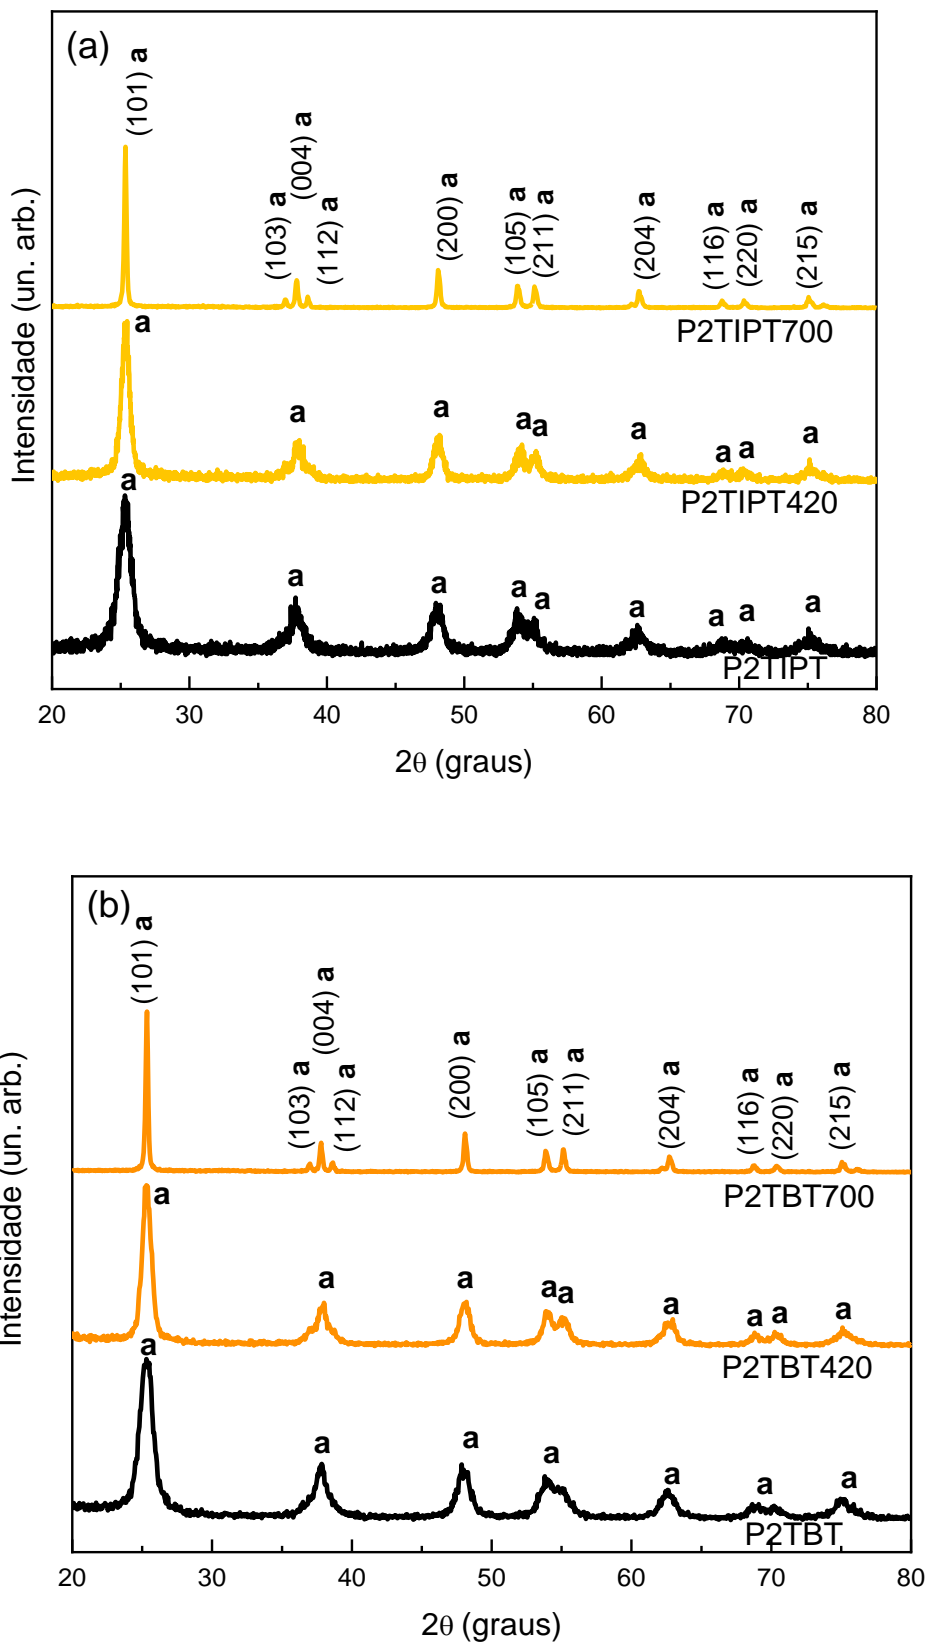 (a)
Intensidade (un. arb.)
(101) a
(103) a
(004) a
(112) a
(200) a
(105) a
(211) a
(204) a
(116) a
(220) a
(215) a
P2TIPT700
a
a
a
a
a
a
a
a
a
P2TIPT420
a
a
a
a
a
a
a
a
a
P2TIPT
20
30
40
50
60
70
80
2θ (graus)
(b)
Intensidade (un. arb.)
(101) a
(103) a
(004) a
(112) a
(200) a
(105) a
(211) a
(204) a
(116) a
(220) a
(215) a
P2TBT700
a
a
a
a
a
a
a
a
a
P2TBT420
a
a
a
a
a
a
a
P2TBT
20
30
40
50
60
70
80
2θ (graus)